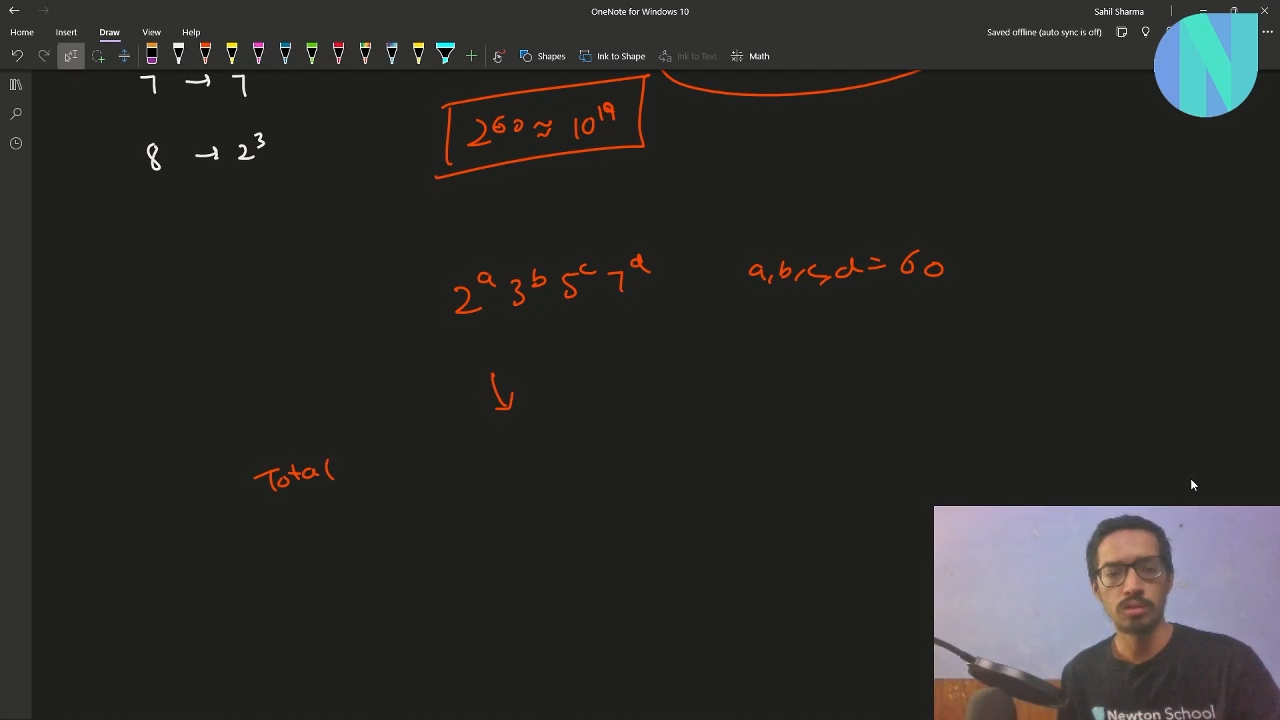 OneNote for Windows 10
Sahil Sharma
Home Insert Draw View Help
Saved offline (auto sync is off)
Shapes Ink to Shape Ink to Text Math
7 → 7
2^60 ≈ 10^19
8 → 2^3
2^a 3^b 5^c 7^d
a,b,c,d = 60
↓
Total
Newton School